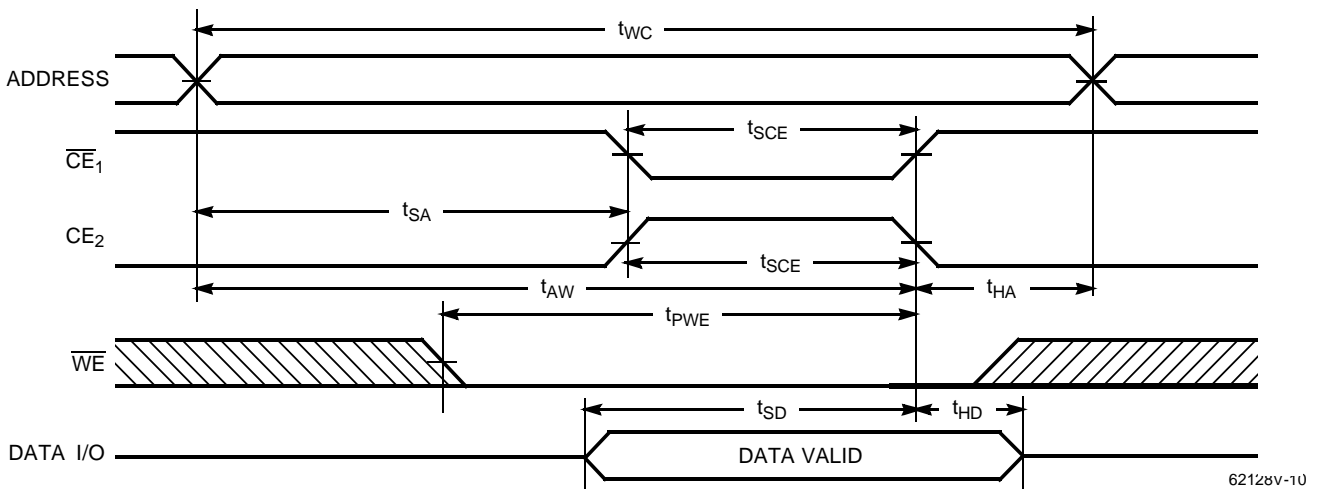 tWC
ADDRESS
tSCE
CE1
tSA
CE2
tSCE
tAW
tHA
tPWE
WE
tSD
tHD
DATA I/O
DATA VALID
62128V-10